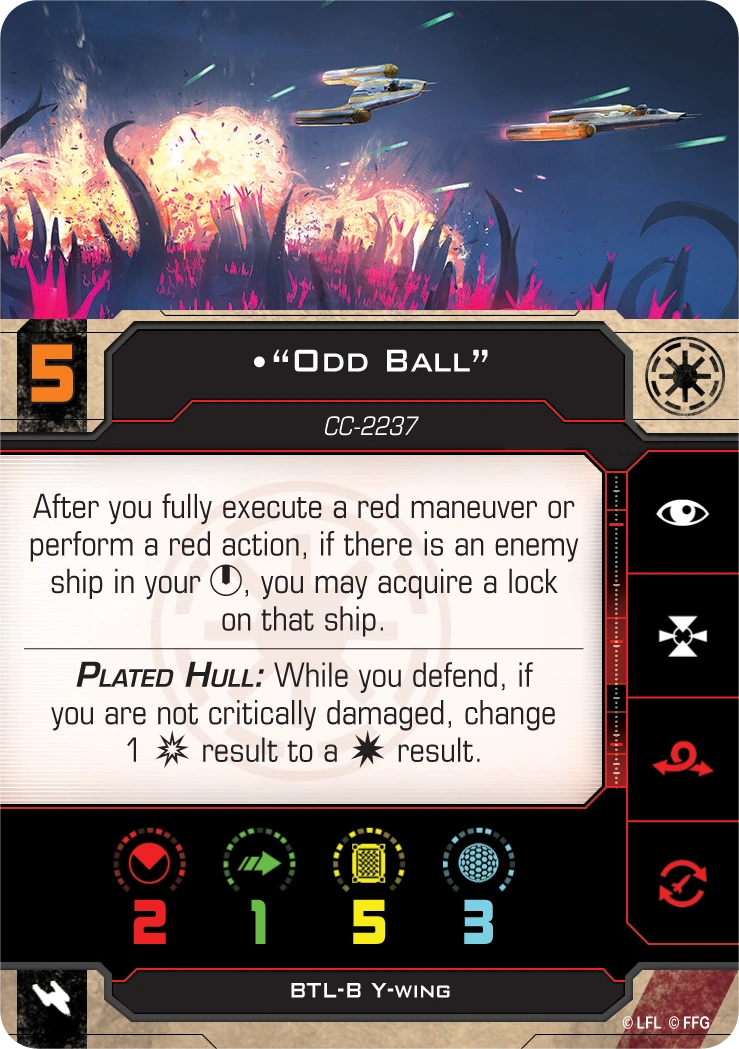 5
•“Odd Ball”
CC-2237
After you fully execute a red maneuver or
perform a red action, if there is an enemy
ship in your , you may acquire a lock
on that ship.
Plated Hull: While you defend, if
you are not critically damaged, change
1 result to a result.
2 1 5 3
BTL-B Y-wing
© LFL © FFG